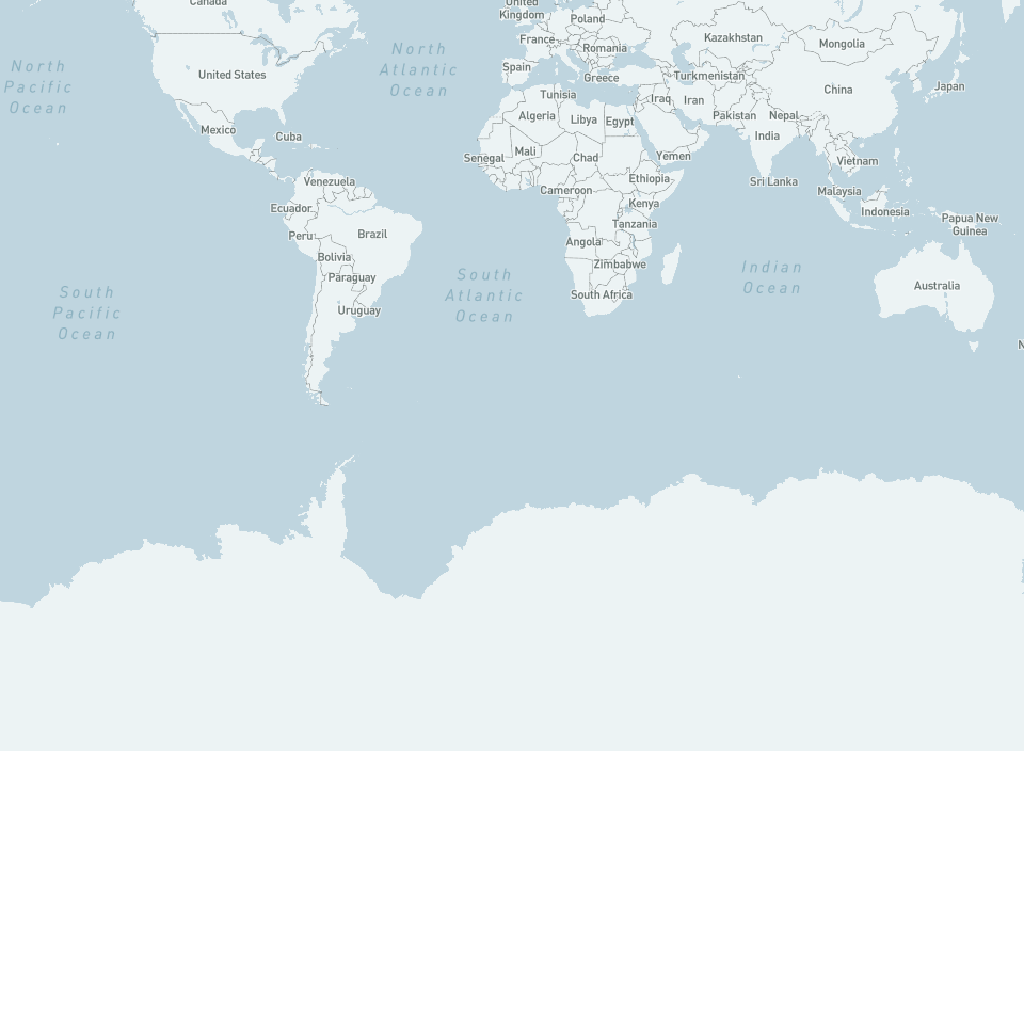 Canada
United
Kingdom
Poland
North
Pacific
Ocean
North
Atlantic
Ocean
France
Kazakhstan
Mongolia
Romania
Spain
Greece
Turkmenistan
United States
China
Japan
Tunisia
Iraq
Iran
Algeria
Libya
Egypt
Pakistan
Nepal
Mexico
Cuba
India
Senegal
Mali
Chad
Yemen
Vietnam
Venezuela
Cameroon
Ethiopia
Sri Lanka
Malaysia
Ecuador
Kenya
Indonesia
Papua New
Guinea
Peru
Brazil
Angola
Tanzania
Bolivia
Zimbabwe
South
Atlantic
Ocean
Indian
Ocean
Paraguay
South Africa
Australia
South
Pacific
Ocean
Uruguay